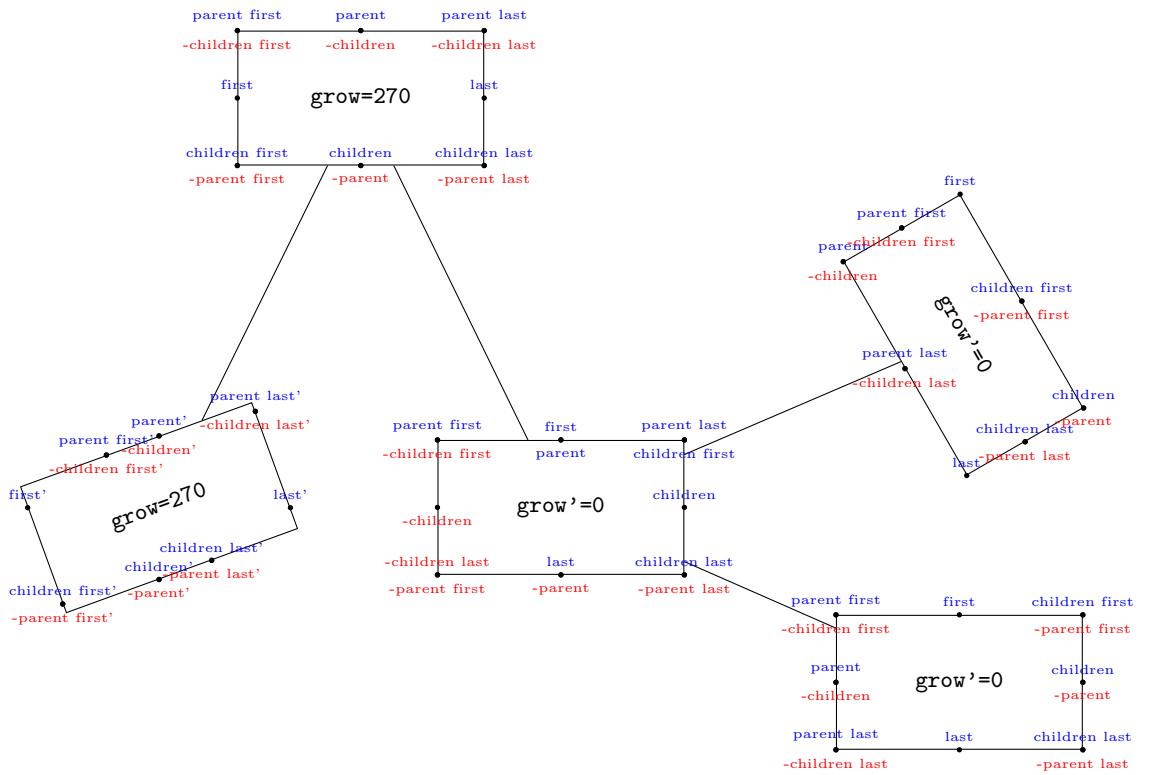 parent first parent parent last
-children first -children -children last
first last
grow=270
children first children children last
-parent first -parent -parent last
first
parent first
-children first
parent
-children
children first
-parent first
grow'=0
parent last
-children last
children
-parent
children last
-parent last
last
parent last'
-children last'
parent'
-children'
parent first'
-children first'
first'
last'
grow=270
children last'
-parent last'
children'
-parent'
children first'
-parent first'
parent first first parent last
-children first parent children first
children
grow'=0
-children
-children last last children last
-parent first -parent -parent last
parent first first children first
-children first -parent first
parent children
grow'=0
-children -parent
parent last last children last
-children last -parent last